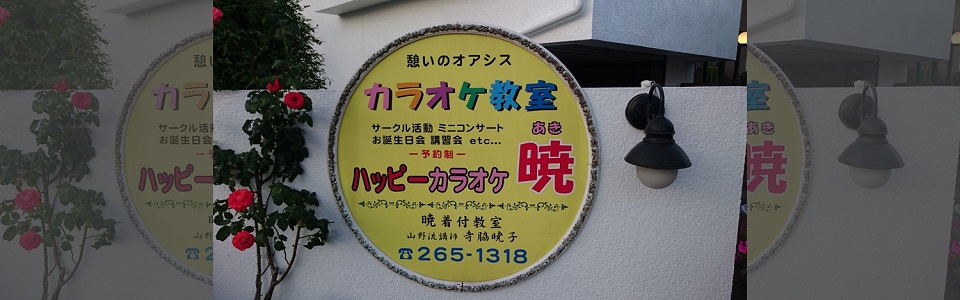 憩いのオアシス
カラオケ教室
サークル活動 ミニコンサート
お誕生日会 講習会 etc...
ー予約制ー
あき
ハッピーカラオケ 暁
暁着付教室
山野流講師 寺脇暁子
☎265-1318